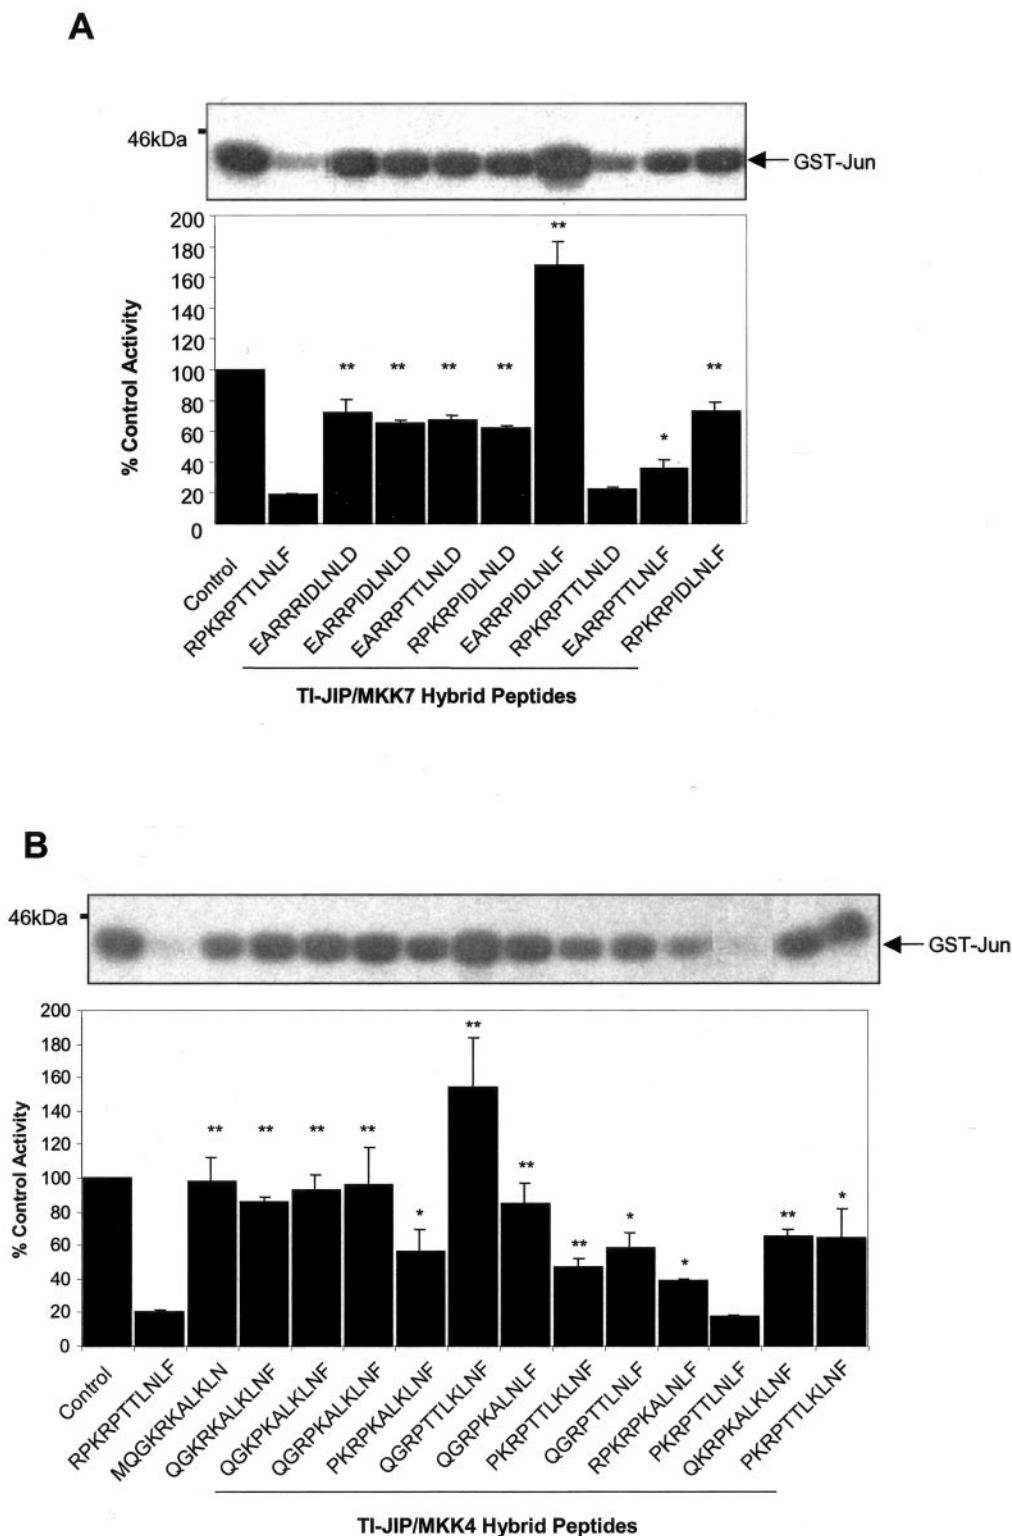 A
46kDa
GST-Jun
200
180
160
140
120
100
80
60
40
20
0
% Control Activity
**
**
**
**
**
**
*
**
Control
RPKRPTTLNLF
EARRRIDLNLD
EARRPIDLNLD
EARRPTTLNLD
RPKRPIDLNLD
EARRPIDLNLF
RPKRPTTLNLD
EARRPTTLNLF
RPKRPIDLNLF
TI-JIP/MKK7 Hybrid Peptides
B
46kDa
GST-Jun
200
180
160
140
120
100
80
60
40
20
0
% Control Activity
**
**
**
**
*
**
**
**
*
*
**
*
Control
RPKRPTTLNLF
MQGKRKALKLN
QGKRKALKLNF
QGKPKALKLNF
QGRPKALKLNF
PKRPKALKLNF
QGRPTTLKLNF
QGRPKALNLF
PKRPTTLKLNF
QGRPTTLNLF
RPKRPKALNLF
PKRPTTLNLF
QKRPKALKLNF
PKRPTTLKLNF
TI-JIP/MKK4 Hybrid Peptides